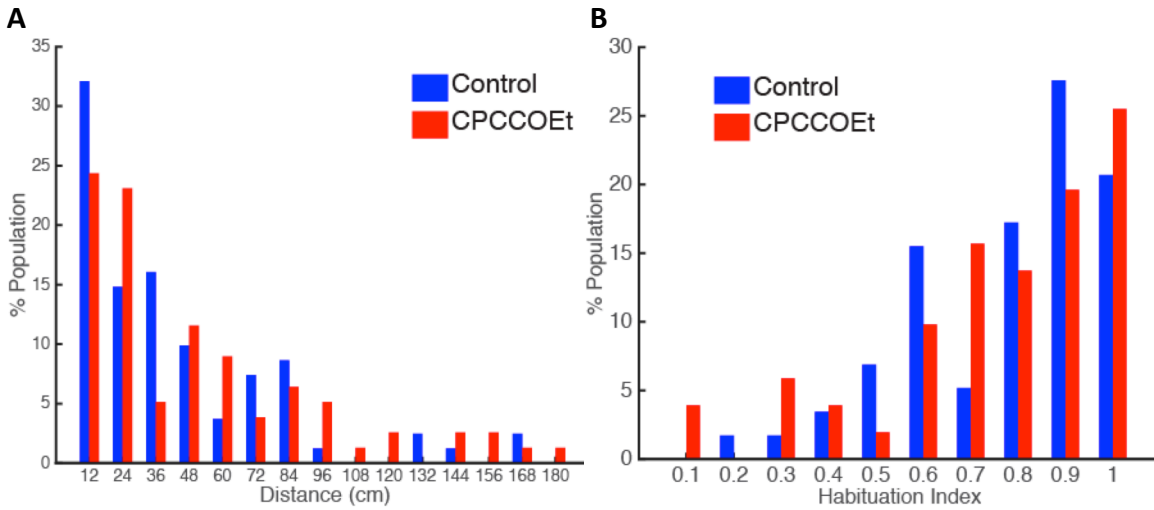 A
35
30
25
20
15
10
5
0
% Population
Control
CPCCOEt
12 24 36 48 60 72 84 96 108 120 132 144 156 168 180
Distance (cm)
B
30
25
20
15
10
5
0
% Population
Control
CPCCOEt
0.1 0.2 0.3 0.4 0.5 0.6 0.7 0.8 0.9 1
Habituation Index